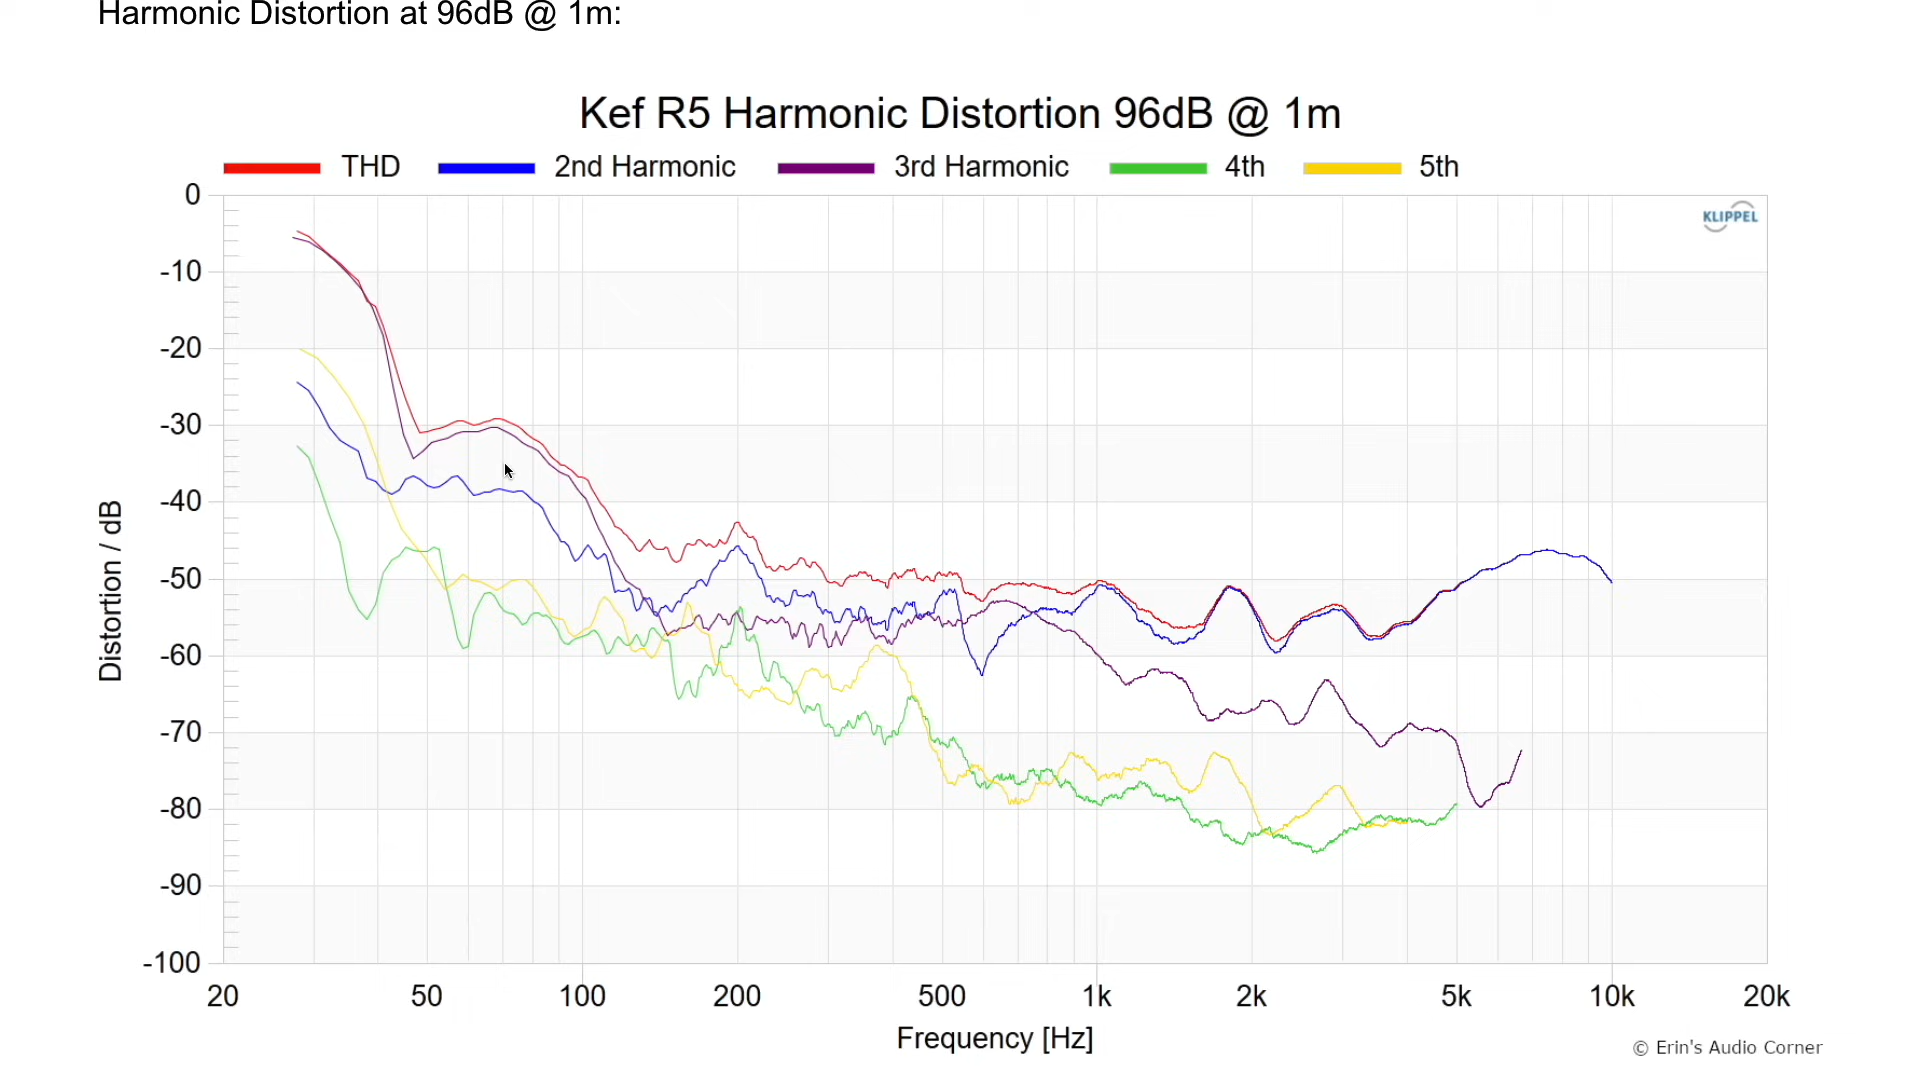 Harmonic Distortion at 96dB @ 1m:
Kef R5 Harmonic Distortion 96dB @ 1m
THD 2nd Harmonic 3rd Harmonic 4th 5th
KLIPPEL
0
-10
-20
-30
-40
-50
-60
-70
-80
-90
-100
Distortion / dB
20 50 100 200 500 1k 2k 5k 10k 20k
Frequency [Hz]
© Erin's Audio Corner